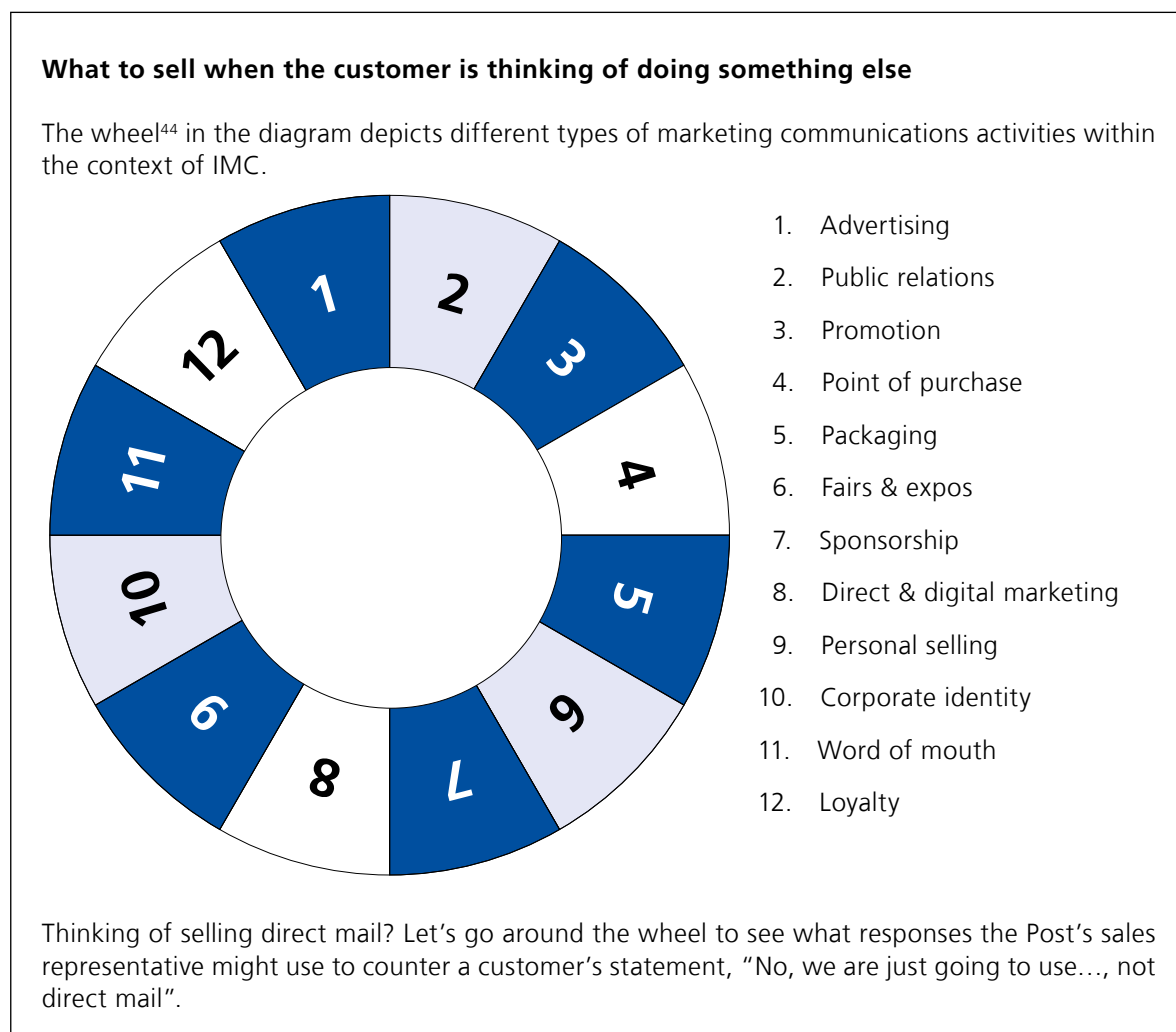 What to sell when the customer is thinking of doing something else
The wheel44 in the diagram depicts different types of marketing communications activities within
the context of IMC.
1
2
3
4
5
6
7
8
9
10
11
12
1. Advertising
2. Public relations
3. Promotion
4. Point of purchase
5. Packaging
6. Fairs & expos
7. Sponsorship
8. Direct & digital marketing
9. Personal selling
10. Corporate identity
11. Word of mouth
12. Loyalty
Thinking of selling direct mail? Let’s go around the wheel to see what responses the Post’s sales
representative might use to counter a customer’s statement, “No, we are just going to use…, not
direct mail”.